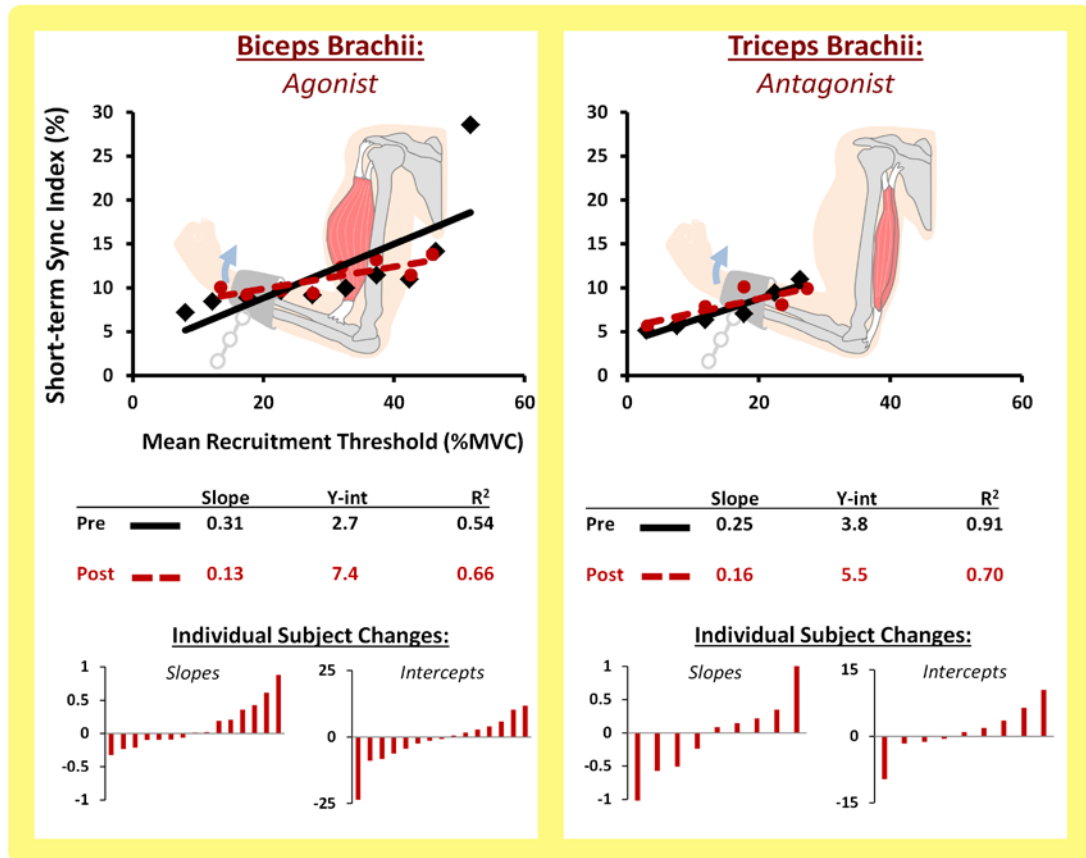 Biceps Brachii:
Agonist
Short-term Sync Index (%)
30
25
20
15
10
5
0
0 20 40 60
Mean Recruitment Threshold (%MVC)
Slope Y-int R²
Pre 0.31 2.7 0.54
Post 0.13 7.4 0.66
Individual Subject Changes:
Slopes
1
0.5
0
-0.5
-1
Intercepts
25
0
-25
Triceps Brachii:
Antagonist
30
25
20
15
10
5
0
0 20 40 60
Slope Y-int R²
Pre 0.25 3.8 0.91
Post 0.16 5.5 0.70
Individual Subject Changes:
Slopes
1
0.5
0
-0.5
-1
Intercepts
15
0
-15